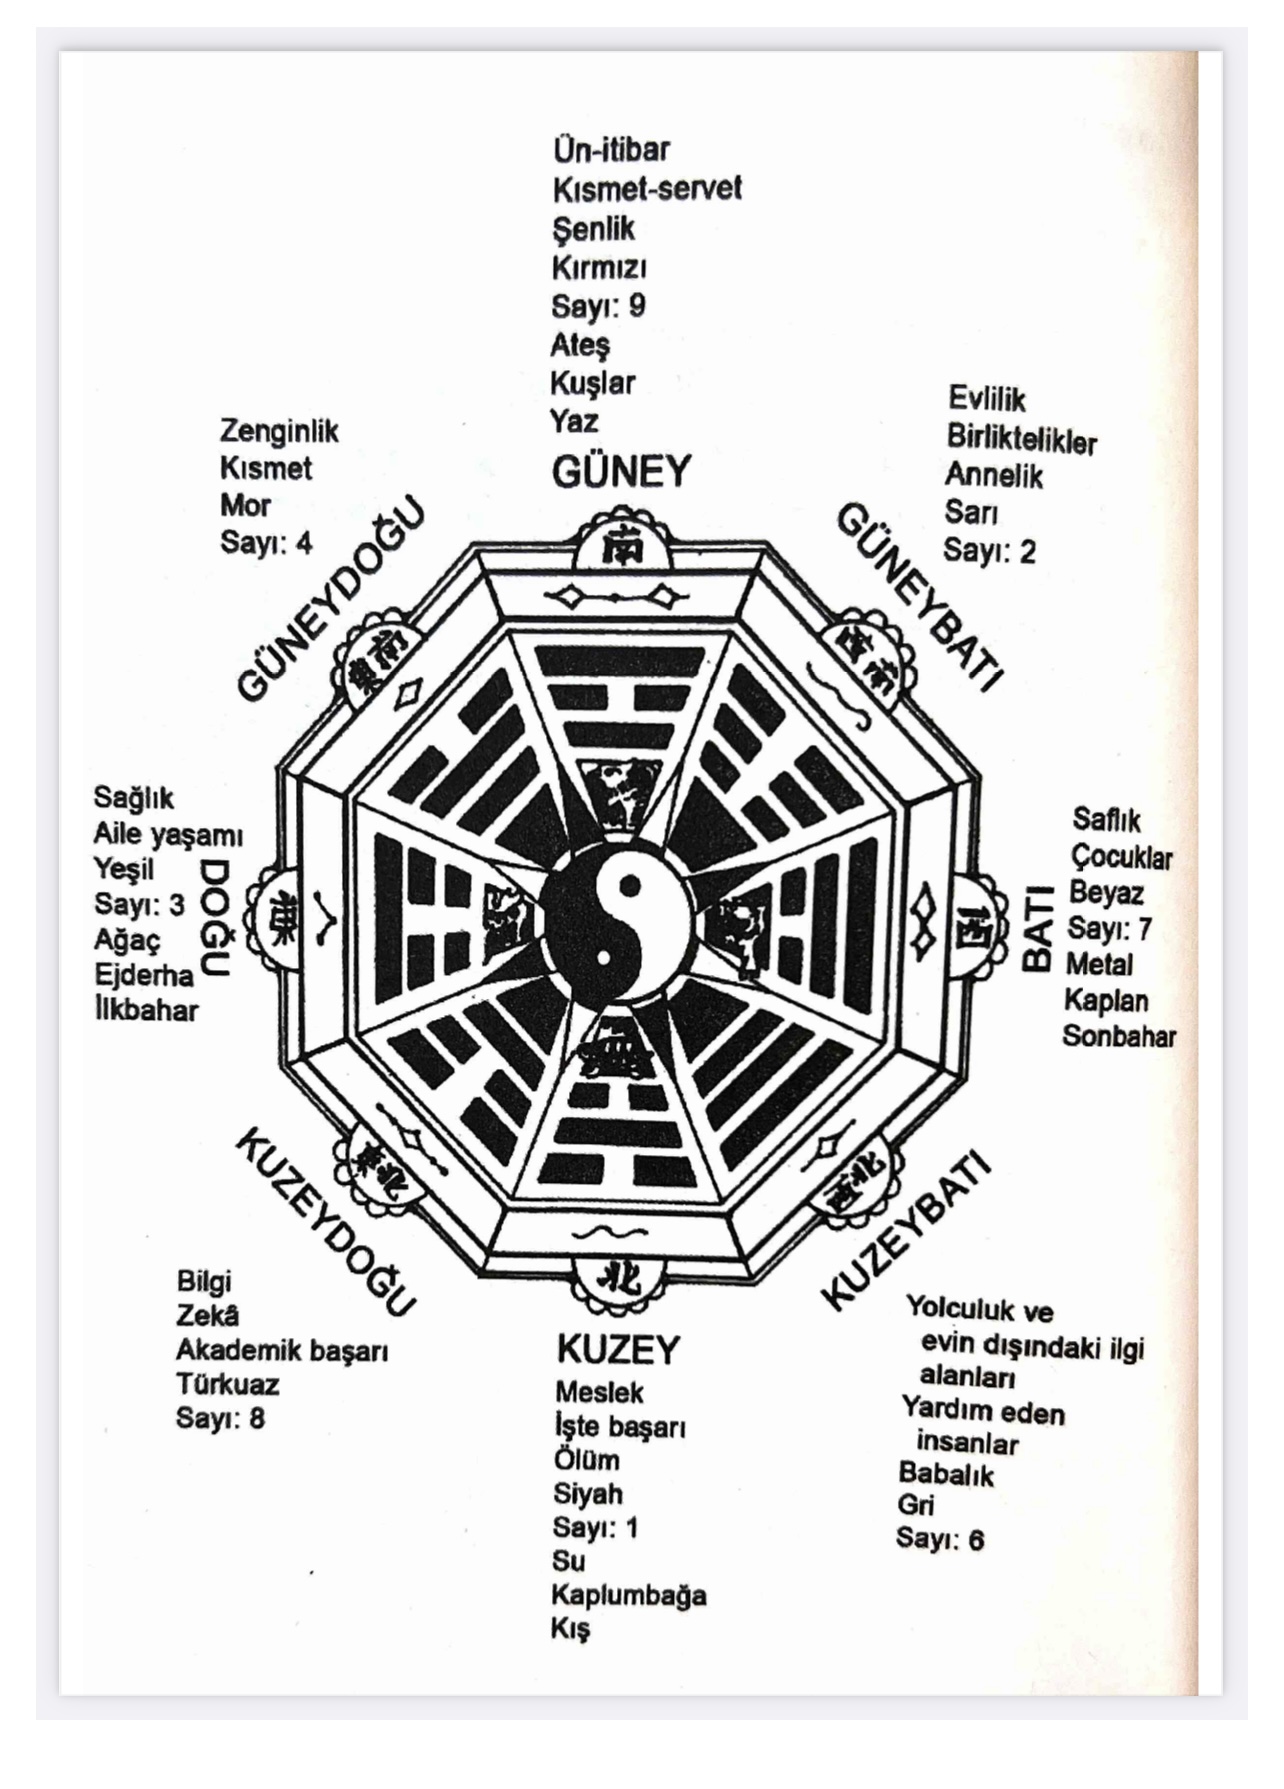 Ün-itibar
Kısmet-servet
Şenlik
Kırmızı
Sayı: 9
Ateş
Kuşlar
Yaz
GÜNEY
南
Zenginlik
Kısmet
Mor
Sayı: 4
GÜNEYDOĞU
東南
Evlilik
Birliktelikler
Annelik
Sarı
Sayı: 2
GÜNEYBATI
西南
Sağlık
Aile yaşamı
Yeşil
Sayı: 3
Ağaç
Ejderha
İlkbahar
DOĞU
東
Saflık
Çocuklar
Beyaz
Sayı: 7
Metal
Kaplan
Sonbahar
BATI
西
KUZEYDOĞU
東北
Bilgi
Zekâ
Akademik başarı
Türkuaz
Sayı: 8
北
KUZEY
Meslek
İşte başarı
Ölüm
Siyah
Sayı: 1
Su
Kaplumbağa
Kış
KUZEYBATI
西北
Yolculuk ve
evin dışındaki ilgi
alanları
Yardım eden
insanlar
Babalık
Gri
Sayı: 6